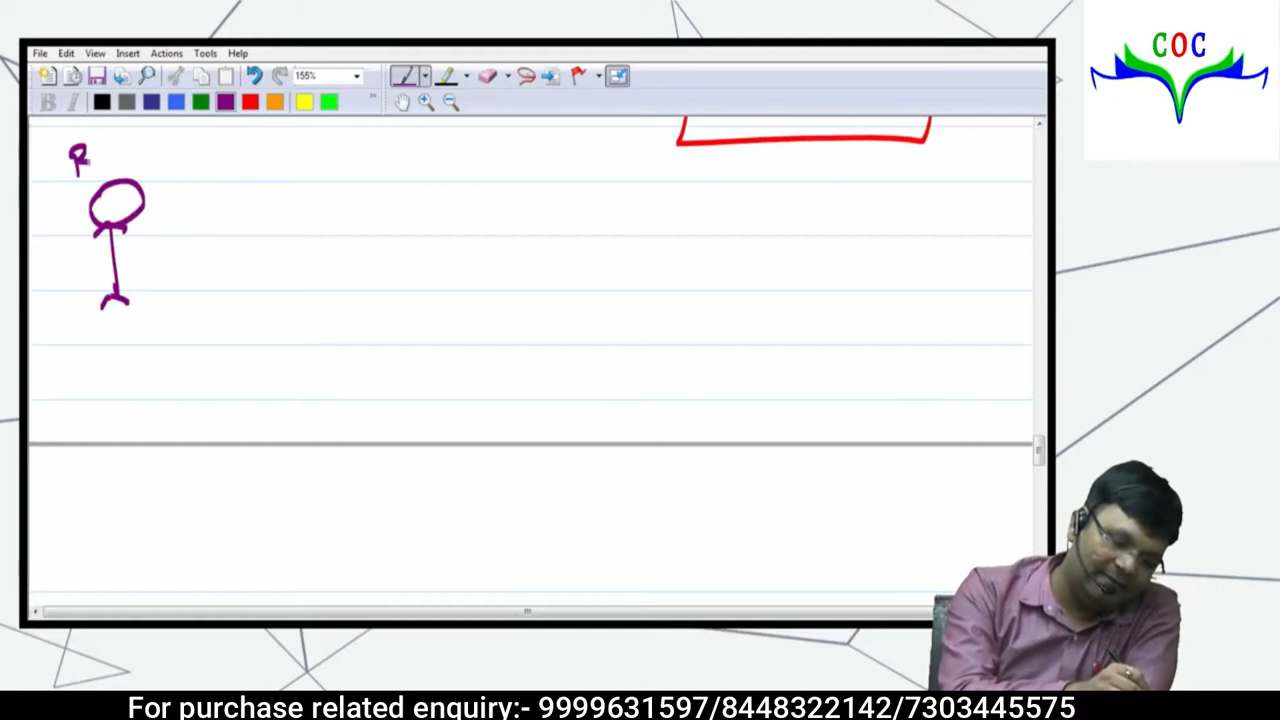 COC
File Edit View Insert Actions Tools Help
155%
B I
R
For purchase related enquiry:- 9999631597/8448322142/7303445575